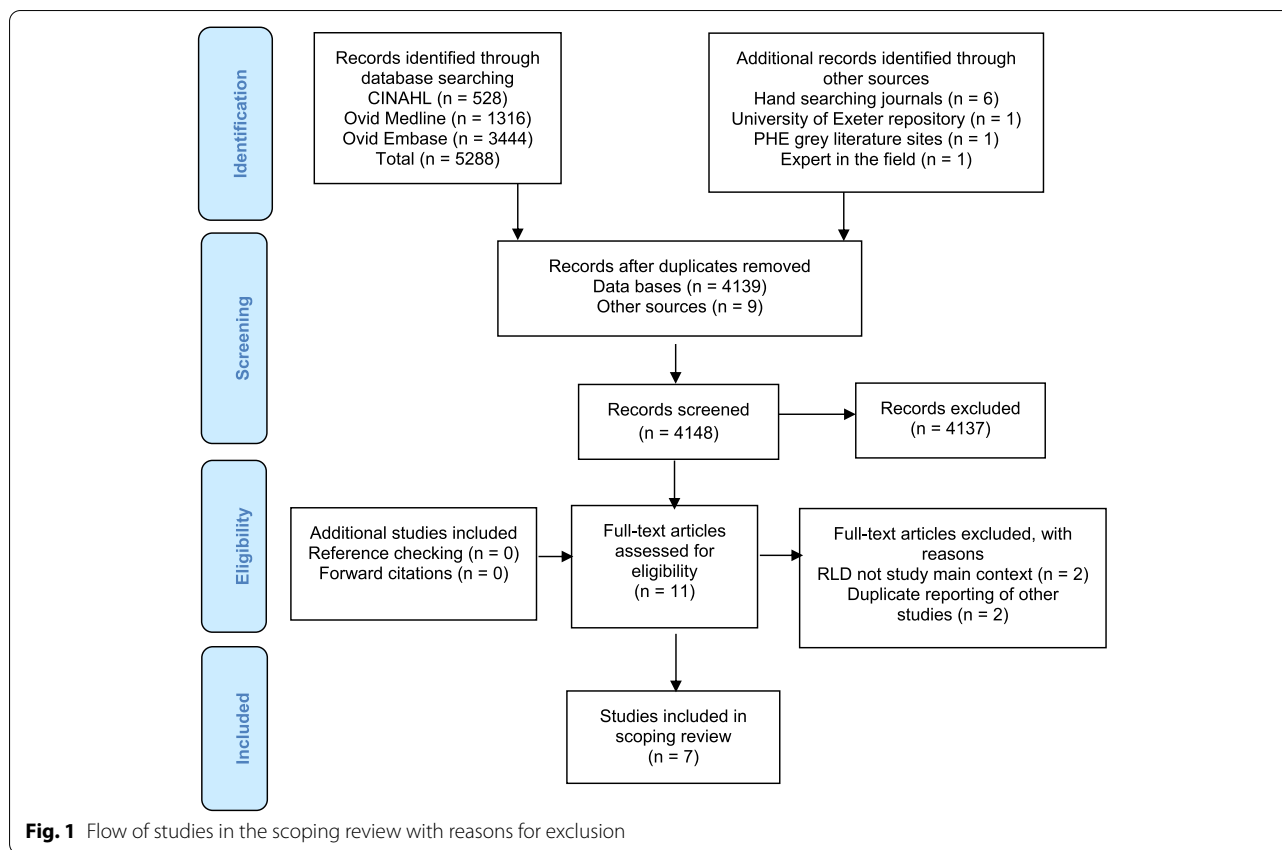 Identification
Records identified through
database searching
CINAHL (n = 528)
Ovid Medline (n = 1316)
Ovid Embase (n = 3444)
Total (n = 5288)
Additional records identified through
other sources
Hand searching journals (n = 6)
University of Exeter repository (n = 1)
PHE grey literature sites (n = 1)
Expert in the field (n = 1)
Screening
Records after duplicates removed
Data bases (n = 4139)
Other sources (n = 9)
Records screened
(n = 4148)
Records excluded
(n = 4137)
Eligibility
Additional studies included
Reference checking (n = 0)
Forward citations (n = 0)
Full-text articles
assessed for
eligibility
(n = 11)
Full-text articles excluded, with
reasons
RLD not study main context (n = 2)
Duplicate reporting of other
studies (n = 2)
Included
Studies included in
scoping review
(n = 7)
Fig. 1 Flow of studies in the scoping review with reasons for exclusion